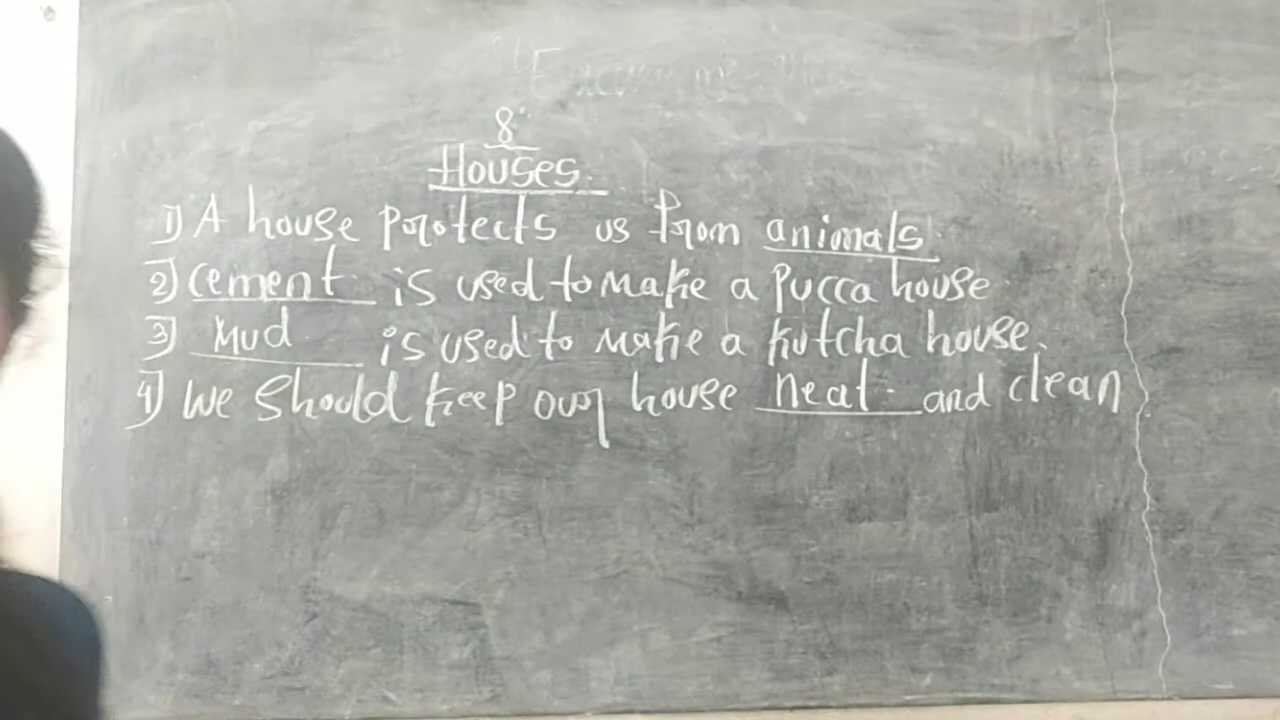 8
Houses.
1) A house protects us from animals.
2) cement is used to make a pucca house.
3) Mud is used to make a kutcha house.
4) We should keep our house neat and clean.